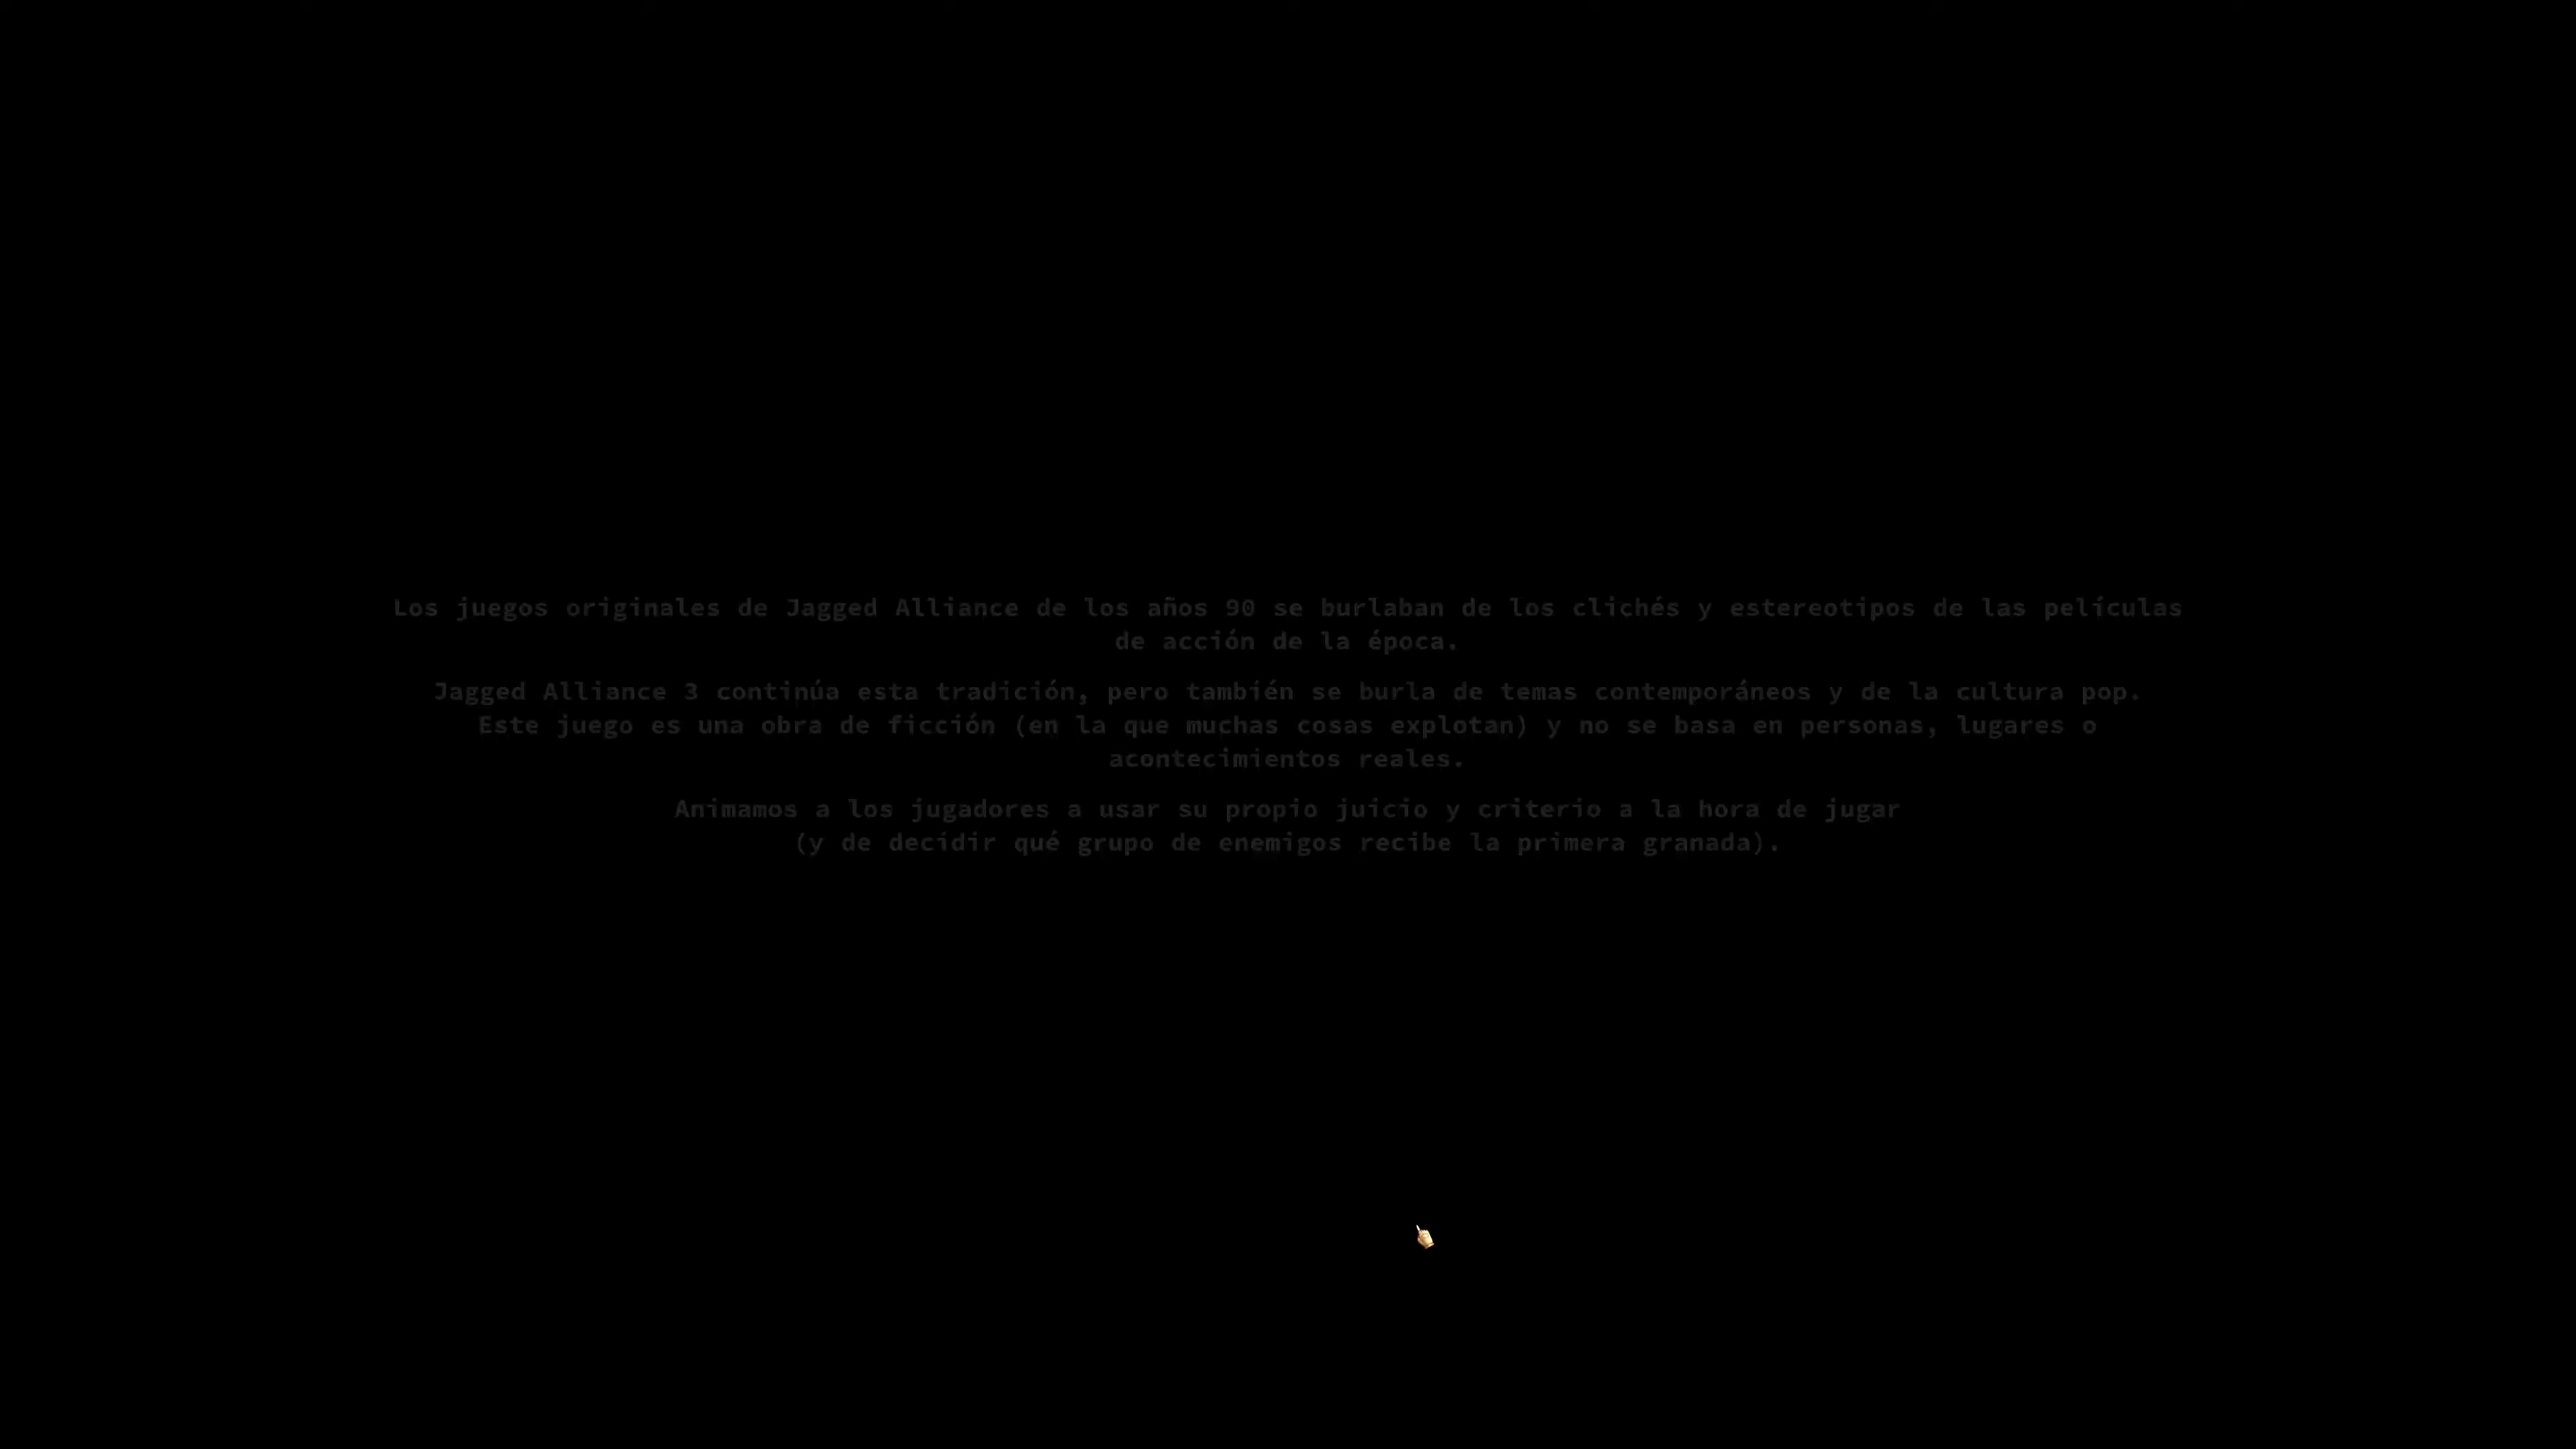 Los juegos originales de Jagged Alliance de los años 90 se burlaban de los clichés y estereotipos de las películas
de acción de la época.
Jagged Alliance 3 continúa esta tradición, pero también se burla de temas contemporáneos y de la cultura pop.
Este juego es una obra de ficción (en la que muchas cosas explotan) y no se basa en personas, lugares o
acontecimientos reales.
Animamos a los jugadores a usar su propio juicio y criterio a la hora de jugar
(y de decidir qué grupo de enemigos recibe la primera granada).